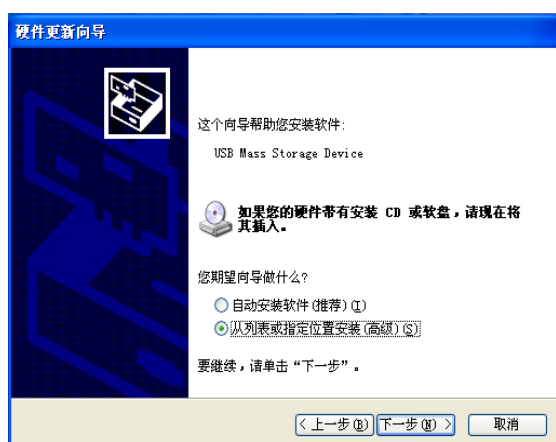 硬件更新向导
这个向导帮助您安装软件:
USB Mass Storage Device
如果您的硬件带有安装 CD 或软盘，请现在将
其插入。
您期望向导做什么?
自动安装软件(推荐)(I)
从列表或指定位置安装(高级)(S)
要继续，请单击“下一步”。
< 上一步(B) 下一步(N) > 取消